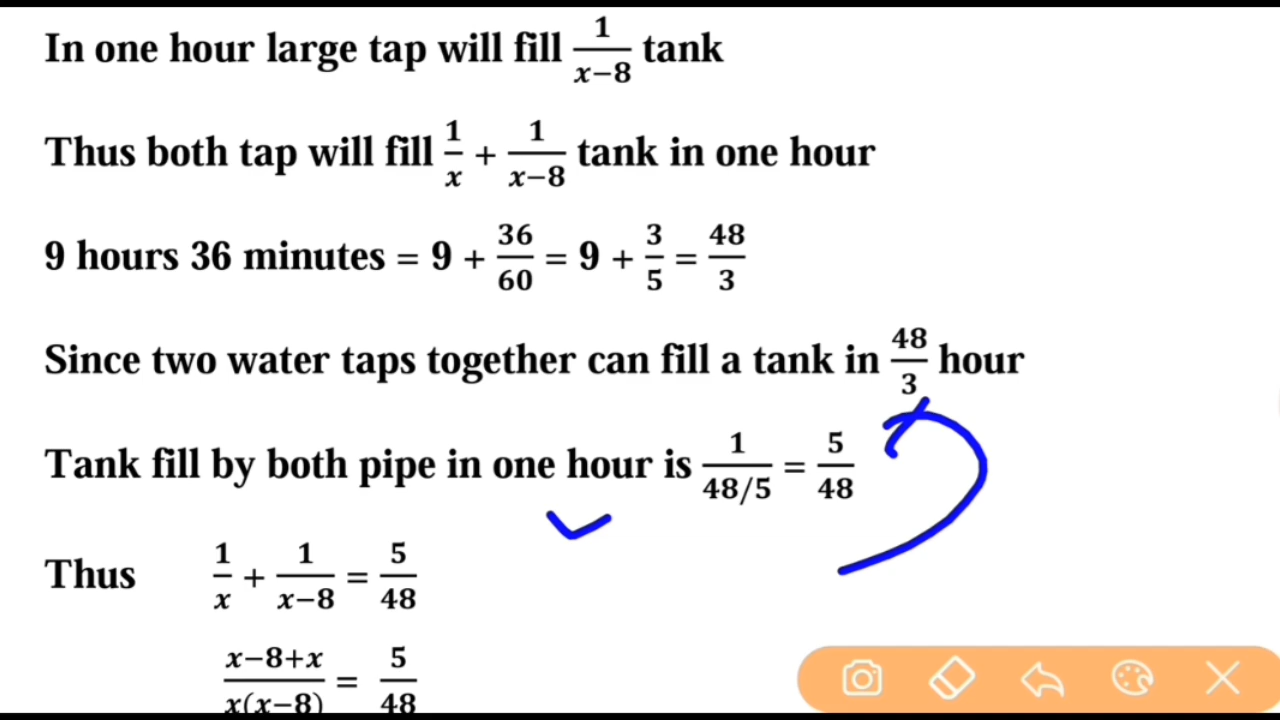 In one hour large tap will fill 1/(x−8) tank
Thus both tap will fill 1/x + 1/(x−8) tank in one hour
9 hours 36 minutes = 9 + 36/60 = 9 + 3/5 = 48/3
Since two water taps together can fill a tank in 48/3 hour
Tank fill by both pipe in one hour is 1/(48/5) = 5/48
Thus 1/x + 1/(x−8) = 5/48
(x−8+x)/(x(x−8)) = 5/48